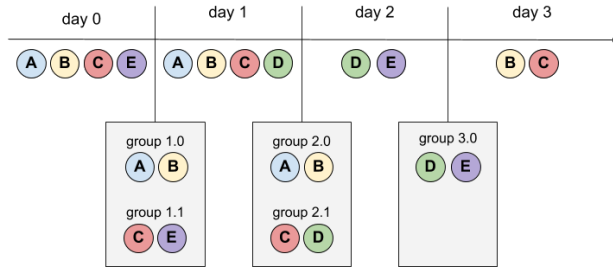 day 0 day 1 day 2 day 3
A B C E A B C D D E B C
group 1.0 group 2.0 group 3.0
A B A B D E
group 1.1 group 2.1
C E C D